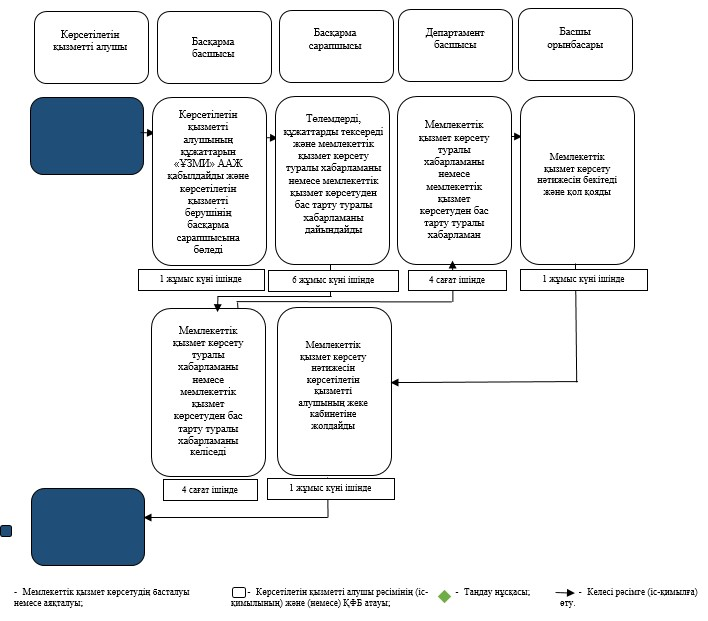 Көрсетілетін
қызметті алушы
Басқарма
басшысы
Басқарма
сарапшысы
Департамент
басшысы
Басшы
орынбасары
Көрсетілетін
қызметті
алушының
құжаттарын
«ҰЗМИ» ААЖ
қабылдайды және
көрсетілетін
қызметті
берушінің
басқарма
сарапшысына
бөледі
Төлемдерді,
құжаттарды тексереді
және мемлекеттік
қызмет көрсету
туралы хабарламаны
немесе мемлекеттік
қызмет көрсетуден
бас тарту туралы
хабарламаны
дайындайды
Мемлекеттік
қызмет көрсету
туралы
хабарламаны
немесе
мемлекеттік
қызмет
көрсетуден бас
тарту туралы
хабарламан
Мемлекеттік
қызмет көрсету
нәтижесін бекітеді
және қол қояды
1 жұмыс күні ішінде
6 жұмыс күні ішінде
4 сағат ішінде
1 жұмыс күні ішінде
Мемлекеттік
қызмет көрсету
туралы
хабарламаны
немесе
мемлекеттік
қызмет
көрсетуден бас
тарту туралы
хабарламаны
келіседі
Мемлекеттік
қызмет көрсету
нәтижесін
көрсетілетін
қызметті
алушының жеке
кабинетіне
жолдайды
4 сағат ішінде
1 жұмыс күні ішінде
- Мемлекеттік қызмет көрсетудің басталуы
немесе аяқталуы;
- Көрсетілетін қызметті алушы рәсімінің (іс-
қимылының) және (немесе) ҚФБ атауы;
- Таңдау нұсқасы;
- Келесі рәсімге (іс-қимылға)
өту.